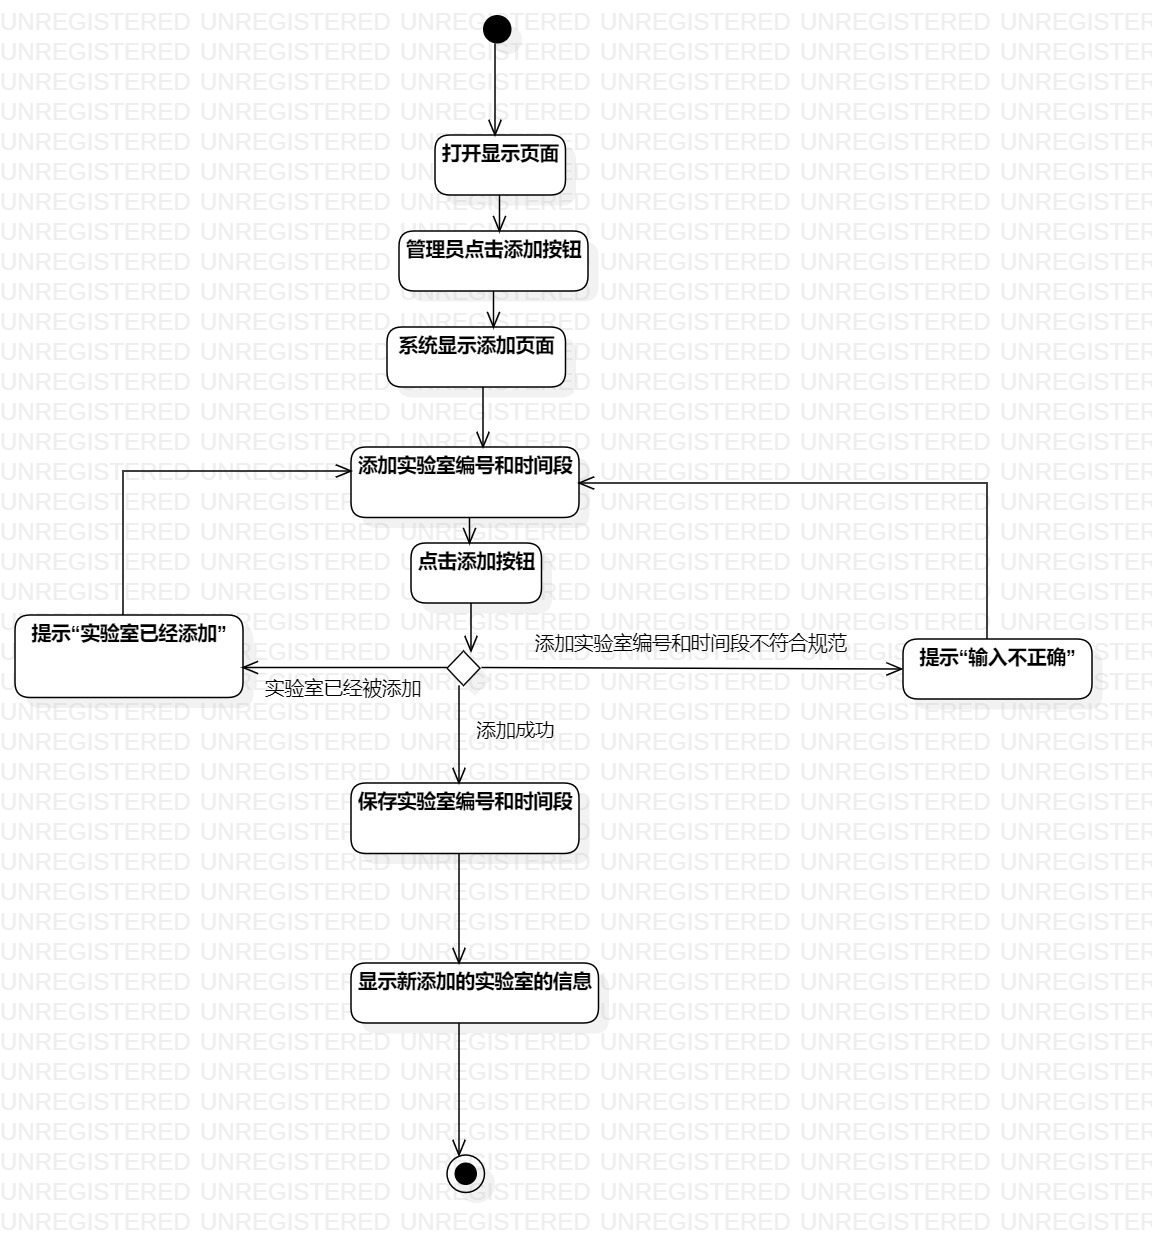 打开显示页面
管理员点击添加按钮
系统显示添加页面
添加实验室编号和时间段
点击添加按钮
提示“实验室已经添加”
添加实验室编号和时间段不符合规范
提示“输入不正确”
实验室已经被添加
添加成功
保存实验室编号和时间段
显示新添加的实验室的信息
UNREGISTERED